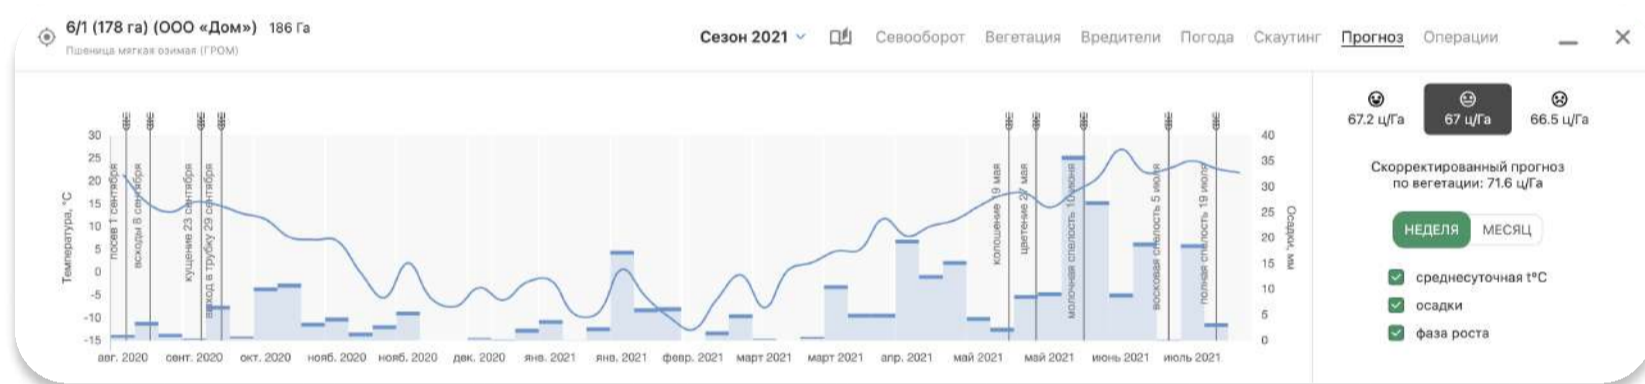 6/1 (178 га) (ООО «Дом») 186 Га
Пшеница мягкая озимая (ГРОМ)
Сезон 2021 Севооборот Вегетация Вредители Погода Скаутинг Прогноз Операции
67.2 ц/Га 67 ц/Га 66.5 ц/Га
Скорректированный прогноз
по вегетации: 71.6 ц/Га
НЕДЕЛЯ МЕСЯЦ
среднесуточная t°C
осадки
фаза роста
Температура, °C
30
25
20
15
10
5
0
-5
-10
-15
посев 1 сентября
всходы 8 сентября
кущение 23 сентября
выход в трубку 29 сентября
колошение 19 мая
цветение 27 мая
молочная спелость 10 июня
восковая спелость 5 июля
полная спелость 19 июля
40
35
30
25
20
15
10
5
0
Осадки, мм
авг. 2020 сент. 2020 окт. 2020 нояб. 2020 нояб. 2020 дек. 2020 янв. 2021 янв. 2021 февр. 2021 март 2021 март 2021 апр. 2021 май 2021 май 2021 июнь 2021 июль 2021